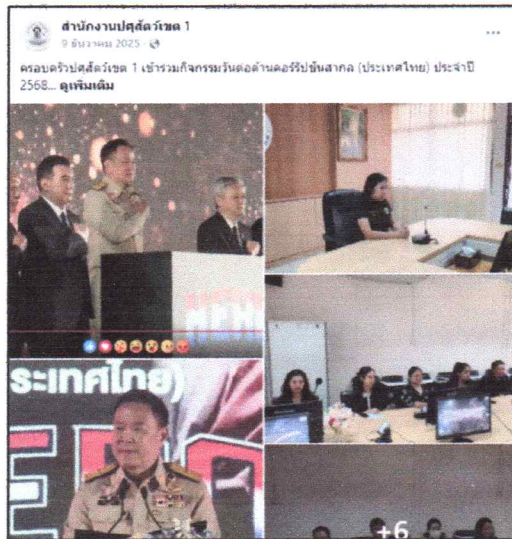 สำนักงานปศุสัตว์เขต 1
9 ธันวาคม 2025
ครอบครัวปศุสัตว์เขต 1 เข้าร่วมกิจกรรมวันต่อต้านคอร์รัปชันสากล (ประเทศไทย) ประจำปี
2568... ดูเพิ่มเติม
ระเทศไทย)
+6